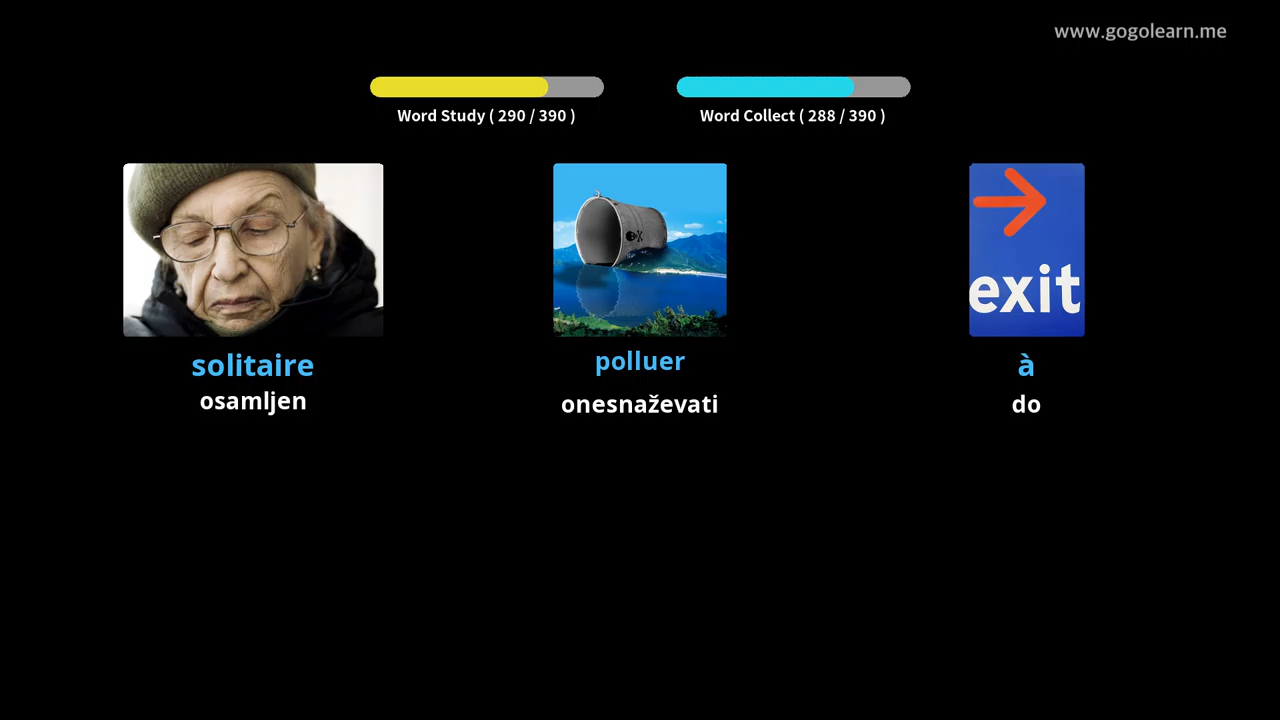 www.gogolearn.me
Word Study ( 290 / 390 )
Word Collect ( 288 / 390 )
exit
solitaire
polluer
à
osamljen
onesnaževati
do